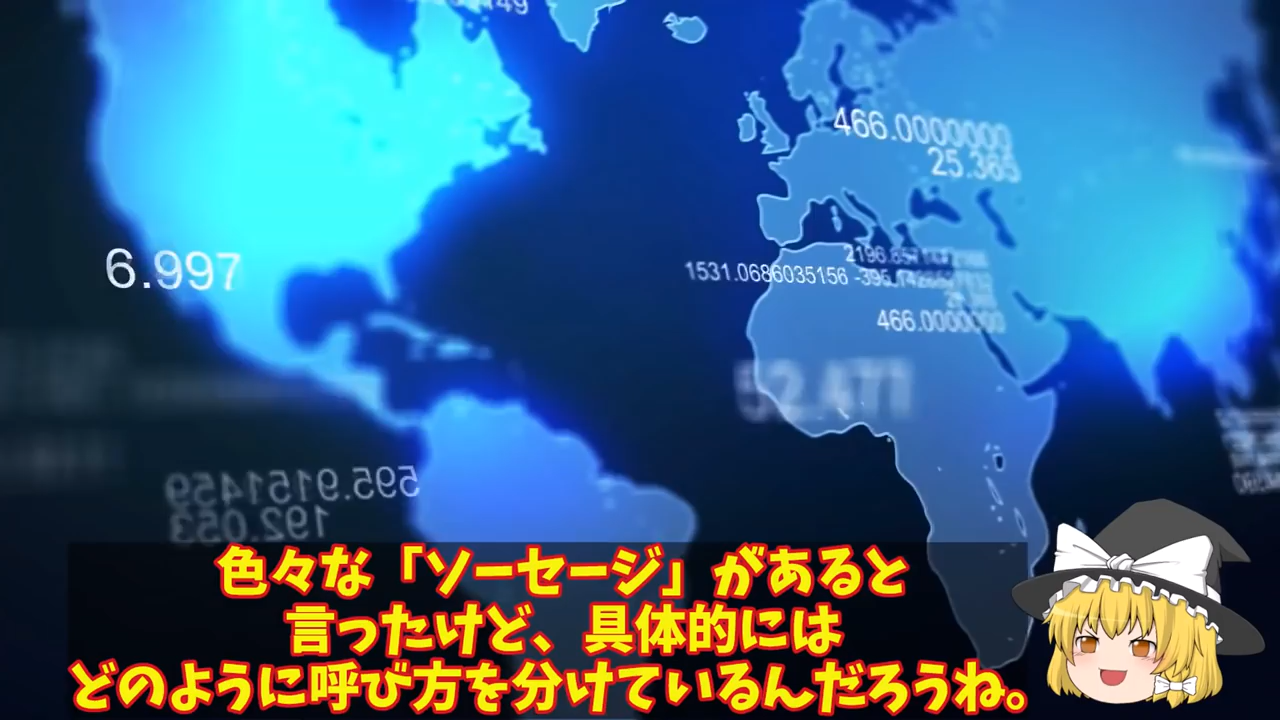 466.0000000
25.365
6.997
1531.0686035156
466.0000000
52.477
595.9151459
192.053
色々な「ソーセージ」があると
言ったけど、具体的には
どのように呼び方を分けているんだろうね。